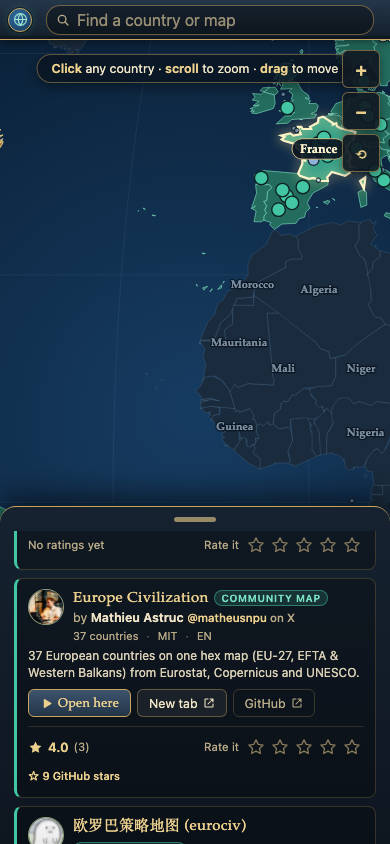 Find a country or map
Click any country · scroll to zoom · drag to move
+
−
France
Morocco
Algeria
Mauritania
Mali
Niger
Guinea
Nigeria
No ratings yet
Rate it
Europe Civilization
COMMUNITY MAP
by Mathieu Astruc @matheusnpu on X
37 countries · MIT · EN
37 European countries on one hex map (EU-27, EFTA &
Western Balkans) from Eurostat, Copernicus and UNESCO.
Open here
New tab
GitHub
4.0 (3)
Rate it
9 GitHub stars
欧罗巴策略地图 (eurociv)